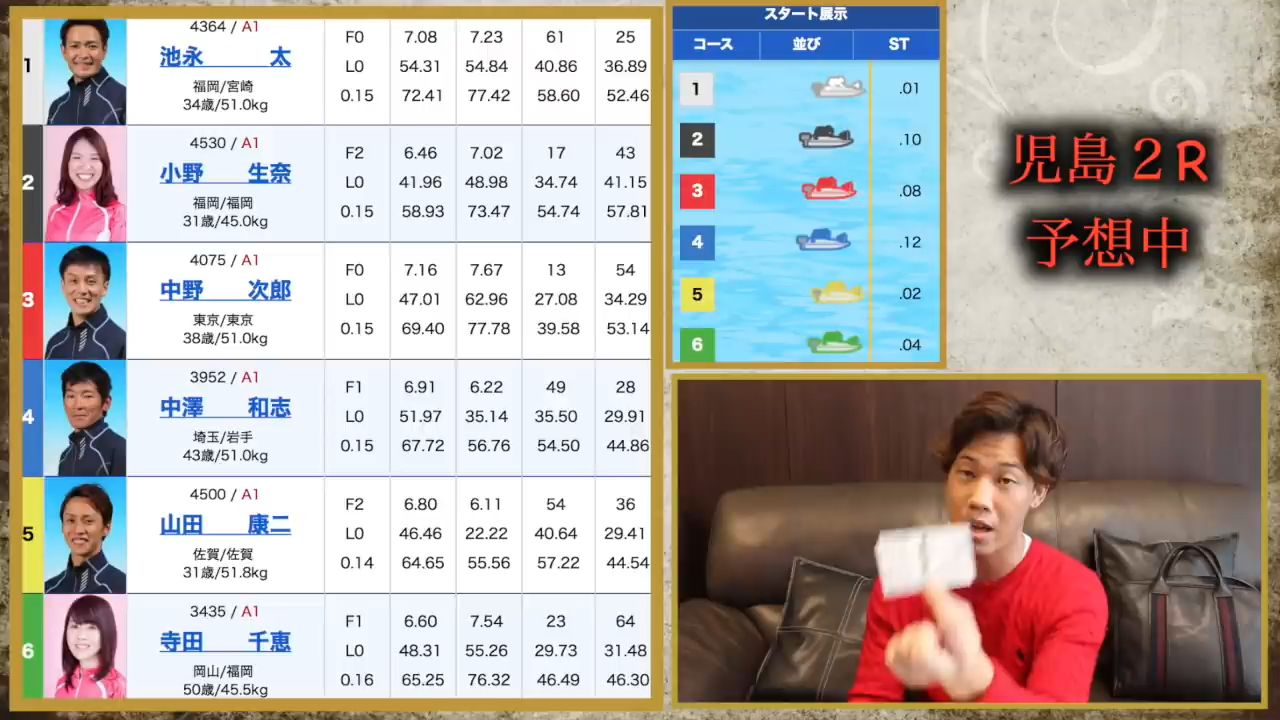 1
4364 / A1
池永 太
福岡/宮崎
34歳/51.0kg
F0 7.08 7.23 61 25
L0 54.31 54.84 40.86 36.89
0.15 72.41 77.42 58.60 52.46
2
4530 / A1
小野 生奈
福岡/福岡
31歳/45.0kg
F2 6.46 7.02 17 43
L0 41.96 48.98 34.74 41.15
0.15 58.93 73.47 54.74 57.81
3
4075 / A1
中野 次郎
東京/東京
38歳/51.0kg
F0 7.16 7.67 13 54
L0 47.01 62.96 27.08 34.29
0.15 69.40 77.78 39.58 53.14
4
3952 / A1
中澤 和志
埼玉/岩手
43歳/51.0kg
F1 6.91 6.22 49 28
L0 51.97 35.14 35.50 29.91
0.15 67.72 56.76 54.50 44.86
5
4500 / A1
山田 康二
佐賀/佐賀
31歳/51.8kg
F2 6.80 6.11 54 36
L0 46.46 22.22 40.64 29.41
0.14 64.65 55.56 57.22 44.54
6
3435 / A1
寺田 千恵
岡山/福岡
50歳/45.5kg
F1 6.60 7.54 23 64
L0 48.31 55.26 29.73 31.48
0.16 65.25 76.32 46.49 46.30
スタート展示
コース 並び ST
1 .01
2 .10
3 .08
4 .12
5 .02
6 .04
児島2R
予想中